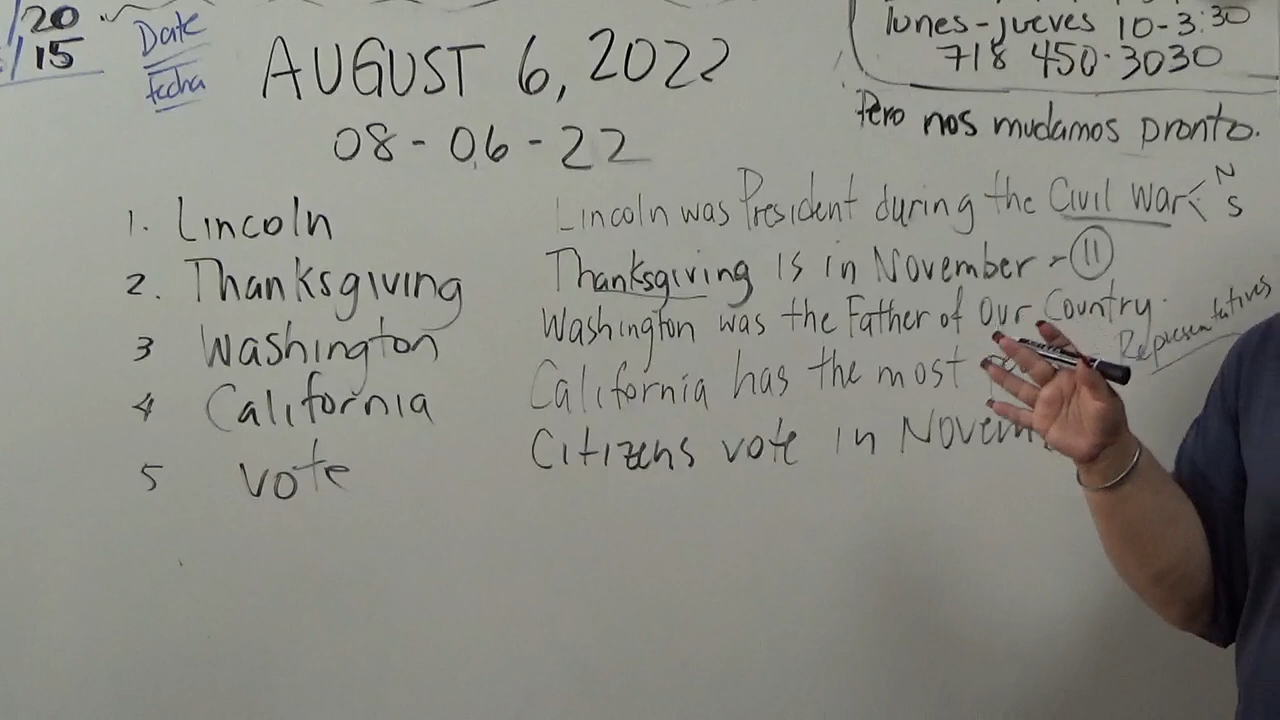 20
15
Date
fecha
AUGUST 6, 2022
08-06-22
lunes-jueves 10-3:30
718 450-3030
Pero nos mudamos pronto.
1. Lincoln
2. Thanksgiving
3 Washington
4 California
5 vote
Lincoln was President during the Civil War < N S
Thanksgiving is in November - 11
Washington was the Father of Our Country.
California has the most
Representatives
Citizens vote in Novem